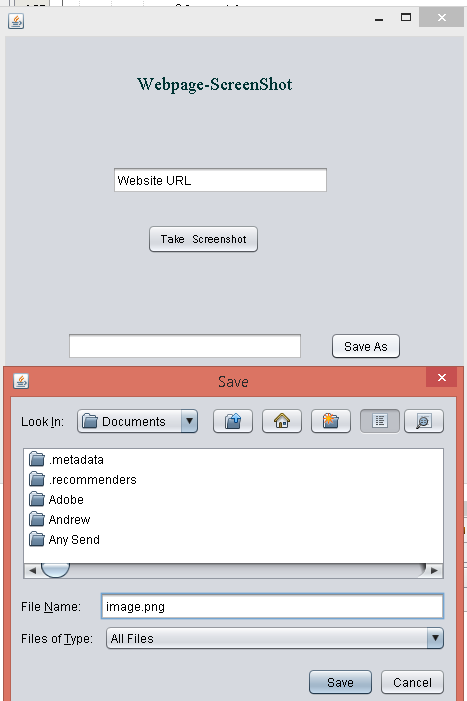 Webpage-ScreenShot
Website URL
Take Screenshot
Save As
Save
Look In: Documents
.metadata
.recommenders
Adobe
Andrew
Any Send
File Name: image.png
Files of Type: All Files
Save Cancel